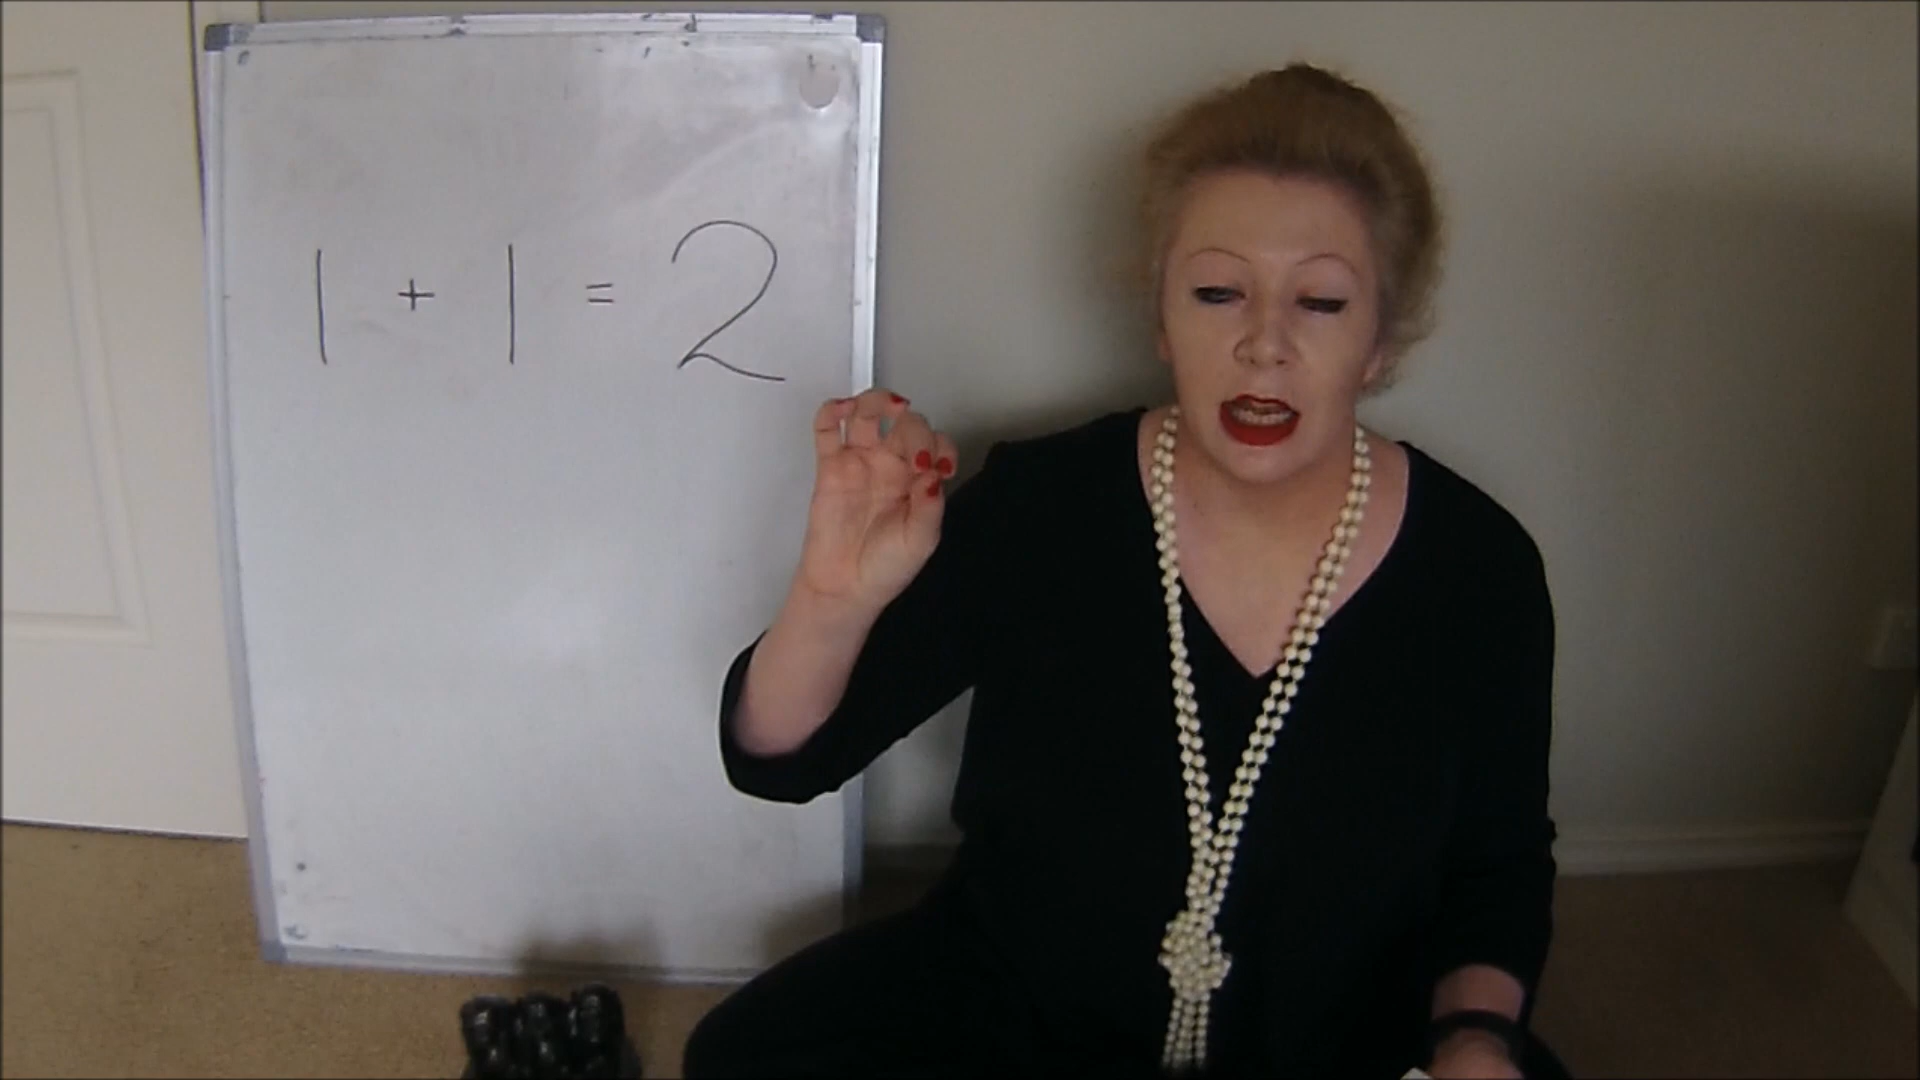 1 + 1 = 2